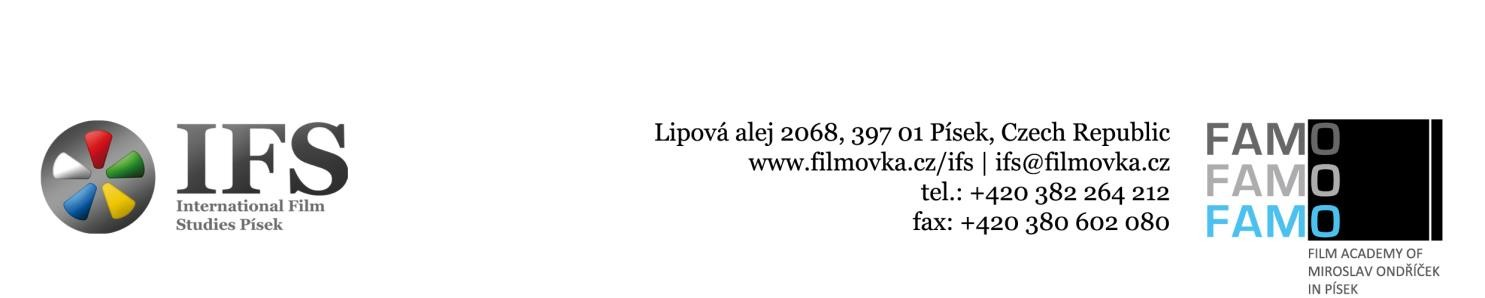 IFS
International Film
Studies Písek
Lipová alej 2068, 397 01 Písek, Czech Republic
www.filmovka.cz/ifs | ifs@filmovka.cz
tel.: +420 382 264 212
fax: +420 380 602 080
FAMO
FAMO
FAMO
FILM ACADEMY OF
MIROSLAV ONDŘÍČEK
IN PÍSEK